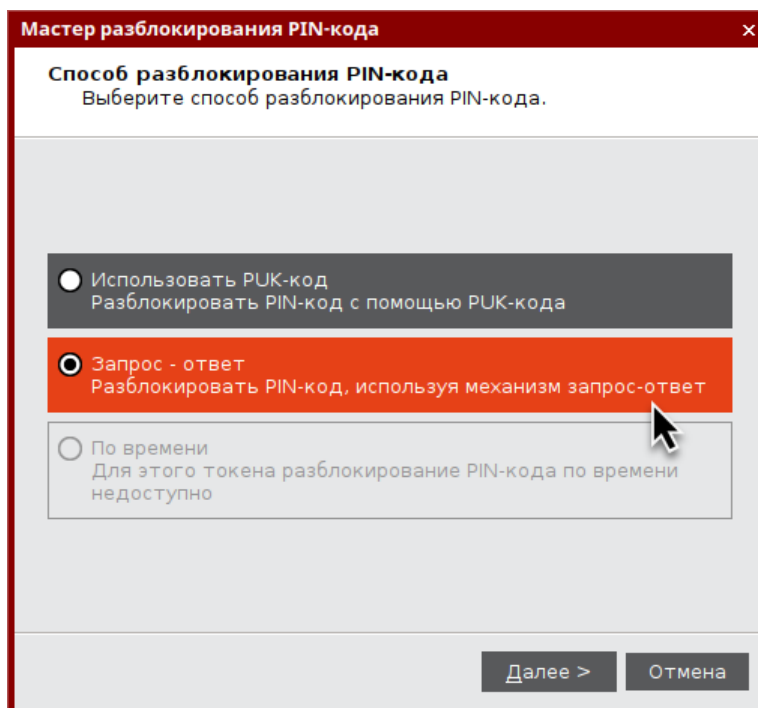 Мастер разблокирования PIN-кода
Способ разблокирования PIN-кода
Выберите способ разблокирования PIN-кода.
Использовать PUK-код
Разблокировать PIN-код с помощью PUK-кода
Запрос - ответ
Разблокировать PIN-код, используя механизм запрос-ответ
По времени
Для этого токена разблокирование PIN-кода по времени
недоступно
Далее >
Отмена